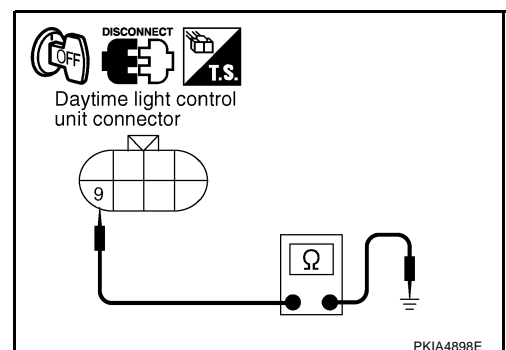 DISCONNECT
OFF
T.S.
Daytime light control
unit connector
9
Ω
PKIA4898E